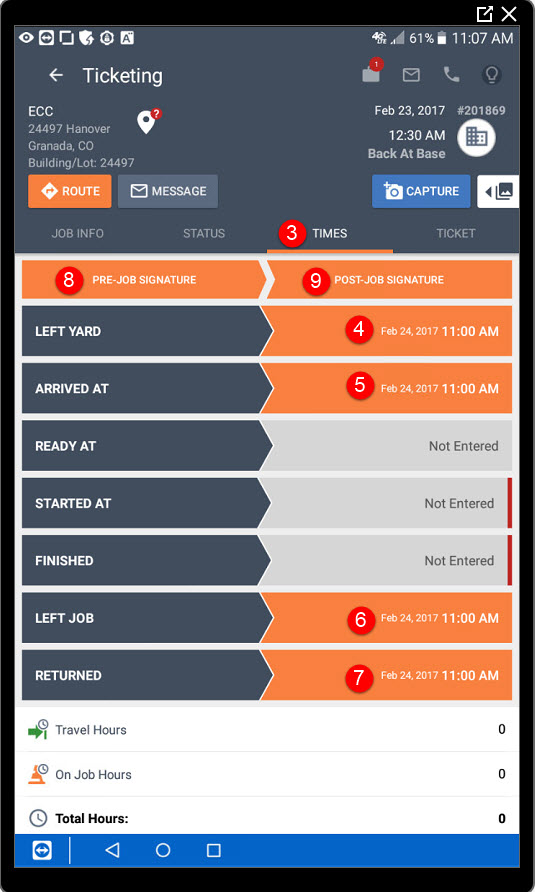 61% 11:07 AM
Ticketing
1
ECC
24497 Hanover
Granada, CO
Building/Lot: 24497
?
Feb 23, 2017 #201869
12:30 AM
Back At Base
ROUTE
MESSAGE
CAPTURE
JOB INFO
STATUS
3 TIMES
TICKET
8 PRE-JOB SIGNATURE
9 POST-JOB SIGNATURE
LEFT YARD 4 Feb 24, 2017 11:00 AM
ARRIVED AT 5 Feb 24, 2017 11:00 AM
READY AT Not Entered
STARTED AT Not Entered
FINISHED Not Entered
LEFT JOB 6 Feb 24, 2017 11:00 AM
RETURNED 7 Feb 24, 2017 11:00 AM
Travel Hours 0
On Job Hours 0
Total Hours: 0